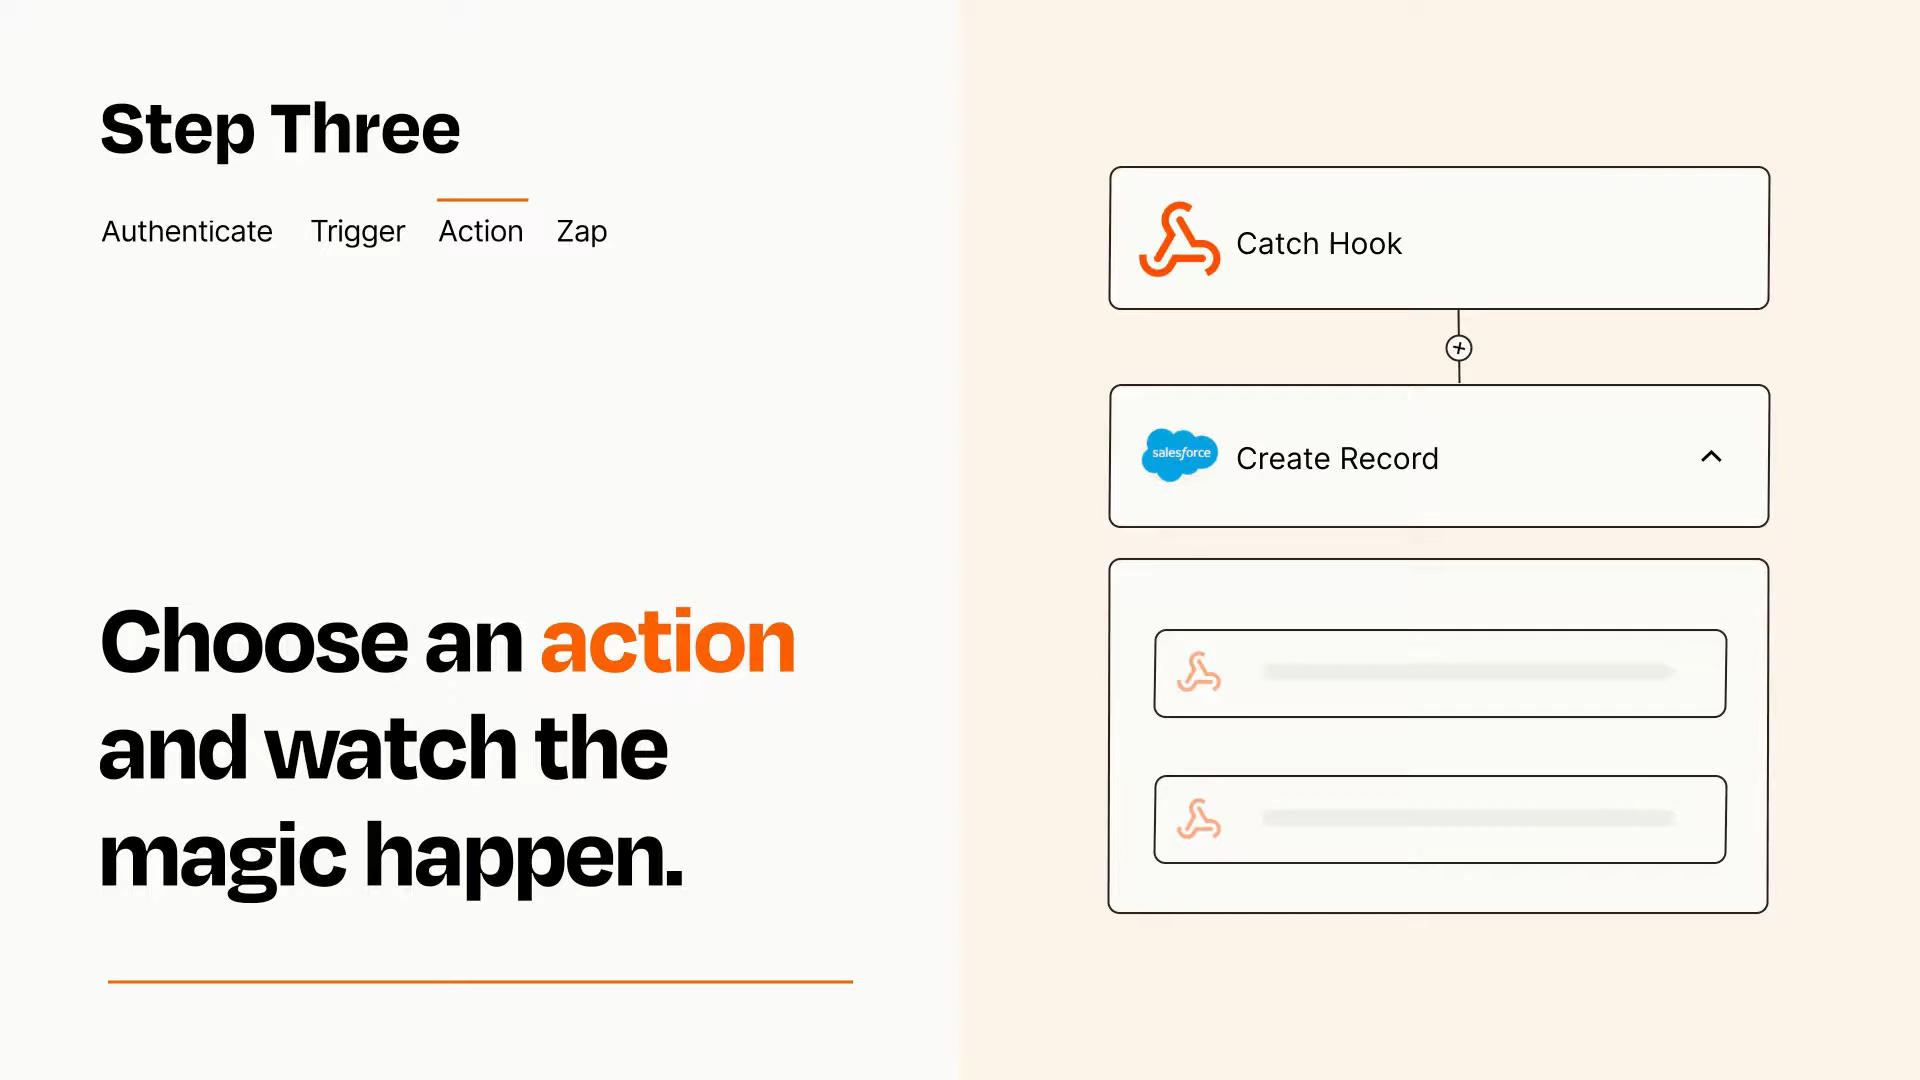 Step Three
Authenticate Trigger Action Zap
Choose an action
and watch the
magic happen.
Catch Hook
salesforce
Create Record